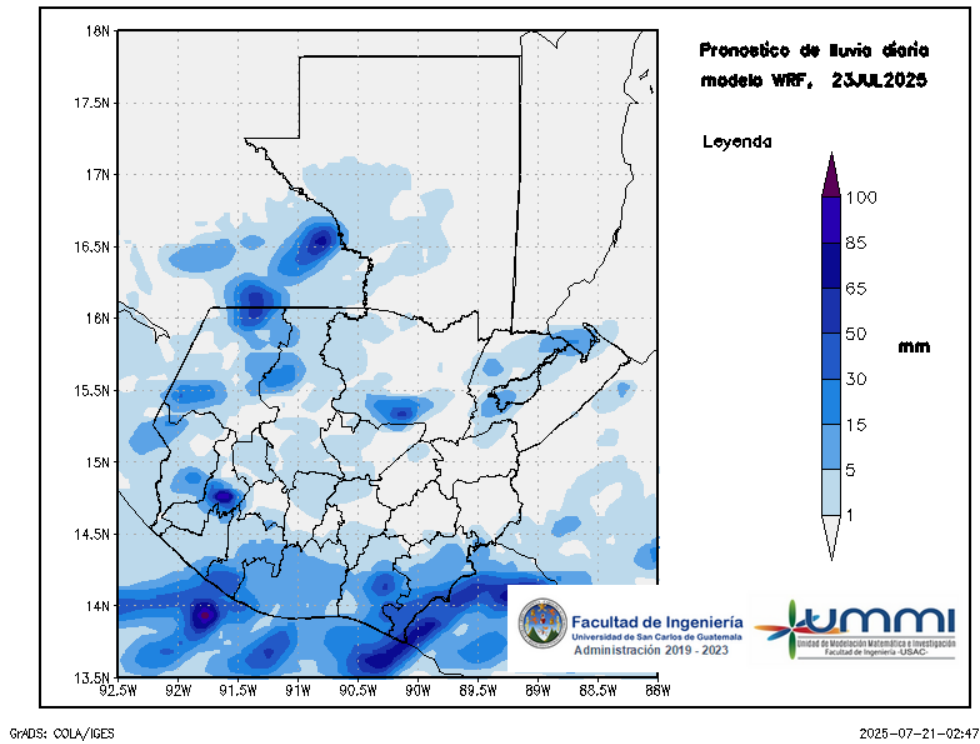 Pronostico de lluvia diaria
modelo WRF, 23JUL2025
Leyenda
100
85
65
50
30
15
5
1
mm
18N
17.5N
17N
16.5N
16N
15.5N
15N
14.5N
14N
13.5N
92.5W 92W 91.5W 91W 90.5W 90W 89.5W 89W 88.5W 88W
Facultad de Ingeniería
Universidad de San Carlos de Guatemala
Administración 2019 - 2023
ummi
Unidad de Modelación Matemática e Investigación
Facultad de Ingeniería -USAC-
GrADS: COLA/IGES
2025-07-21-02:47